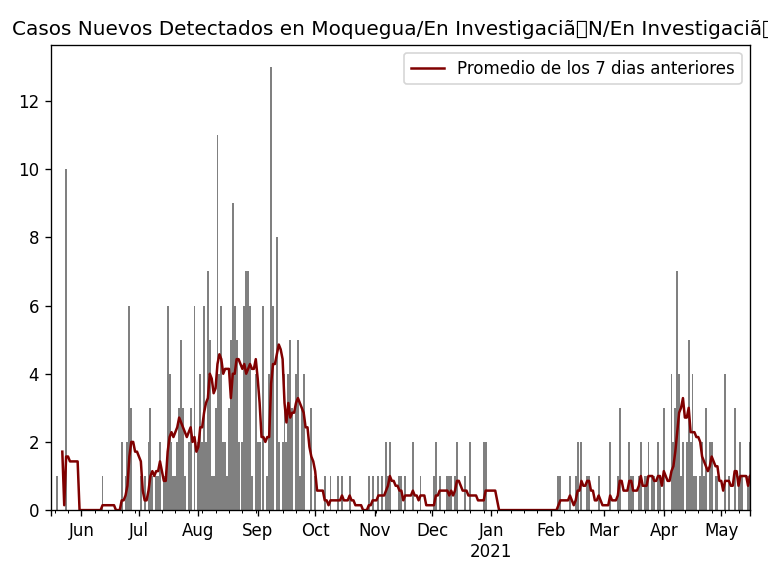 Casos Nuevos Detectados en Moquegua/En Investigaciã▯N/En Investigaciã▯
Promedio de los 7 dias anteriores
12
10
8
6
4
2
0
Jun Jul Aug Sep Oct Nov Dec Jan Feb Mar Apr May
2021